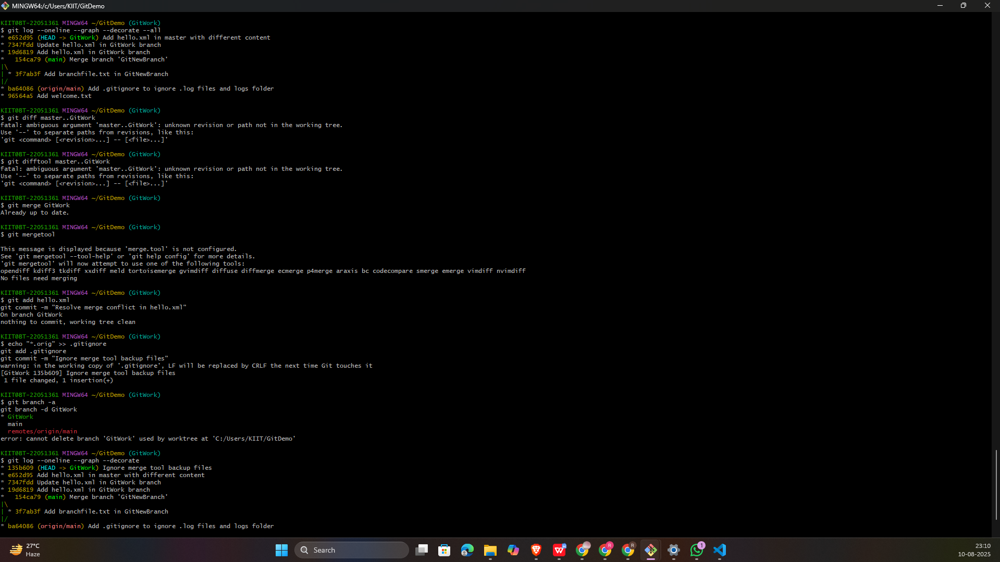 MINGW64:/c/Users/KIIT/GitDemo
KIIT@BT-22051361 MINGW64 ~/GitDemo (GitWork)
$ git log --oneline --graph --decorate --all
* e652d95 (HEAD -> GitWork) Add hello.xml in master with different content
* 7347fdd Update hello.xml in GitWork branch
* 19d6819 Add hello.xml in GitWork branch
*   154ca79 (main) Merge branch 'GitNewBranch'
|\
| * 3f7ab3f Add branchfile.txt in GitNewBranch
|/
* ba64086 (origin/main) Add .gitignore to ignore .log files and logs folder
* 96564a5 Add welcome.txt
KIIT@BT-22051361 MINGW64 ~/GitDemo (GitWork)
$ git diff master..GitWork
fatal: ambiguous argument 'master..GitWork': unknown revision or path not in the working tree.
Use '--' to separate paths from revisions, like this:
'git <command> [<revision>...] -- [<file>...]'
KIIT@BT-22051361 MINGW64 ~/GitDemo (GitWork)
$ git difftool master..GitWork
fatal: ambiguous argument 'master..GitWork': unknown revision or path not in the working tree.
Use '--' to separate paths from revisions, like this:
'git <command> [<revision>...] -- [<file>...]'
KIIT@BT-22051361 MINGW64 ~/GitDemo (GitWork)
$ git merge GitWork
Already up to date.
KIIT@BT-22051361 MINGW64 ~/GitDemo (GitWork)
$ git mergetool
This message is displayed because 'merge.tool' is not configured.
See 'git mergetool --tool-help' or 'git help config' for more details.
'git mergetool' will now attempt to use one of the following tools:
opendiff kdiff3 tkdiff xxdiff meld tortoisemerge gvimdiff diffuse diffmerge ecmerge p4merge araxis bc codecompare smerge emerge vimdiff nvimdiff
No files need merging
KIIT@BT-22051361 MINGW64 ~/GitDemo (GitWork)
$ git add hello.xml
git commit -m "Resolve merge conflict in hello.xml"
On branch GitWork
nothing to commit, working tree clean
KIIT@BT-22051361 MINGW64 ~/GitDemo (GitWork)
$ echo "*.orig" >> .gitignore
git add .gitignore
git commit -m "Ignore merge tool backup files"
warning: in the working copy of '.gitignore', LF will be replaced by CRLF the next time Git touches it
[GitWork 135b609] Ignore merge tool backup files
 1 file changed, 1 insertion(+)
KIIT@BT-22051361 MINGW64 ~/GitDemo (GitWork)
$ git branch -a
git branch -d GitWork
* GitWork
  main
  remotes/origin/main
error: cannot delete branch 'GitWork' used by worktree at 'C:/Users/KIIT/GitDemo'
KIIT@BT-22051361 MINGW64 ~/GitDemo (GitWork)
$ git log --oneline --graph --decorate
* 135b609 (HEAD -> GitWork) Ignore merge tool backup files
* e652d95 Add hello.xml in master with different content
* 7347fdd Update hello.xml in GitWork branch
* 19d6819 Add hello.xml in GitWork branch
*   154ca79 (main) Merge branch 'GitNewBranch'
|\
| * 3f7ab3f Add branchfile.txt in GitNewBranch
|/
* ba64086 (origin/main) Add .gitignore to ignore .log files and logs folder
27°C
Haze
Search
R
R
1
23:10
10-08-2025